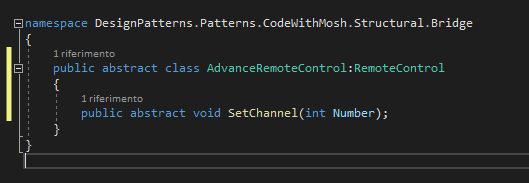 namespace DesignPatterns.Patterns.CodeWithMosh.Structural.Bridge
{
1 riferimento
public abstract class AdvanceRemoteControl:RemoteControl
{
1 riferimento
public abstract void SetChannel(int Number);
}
}